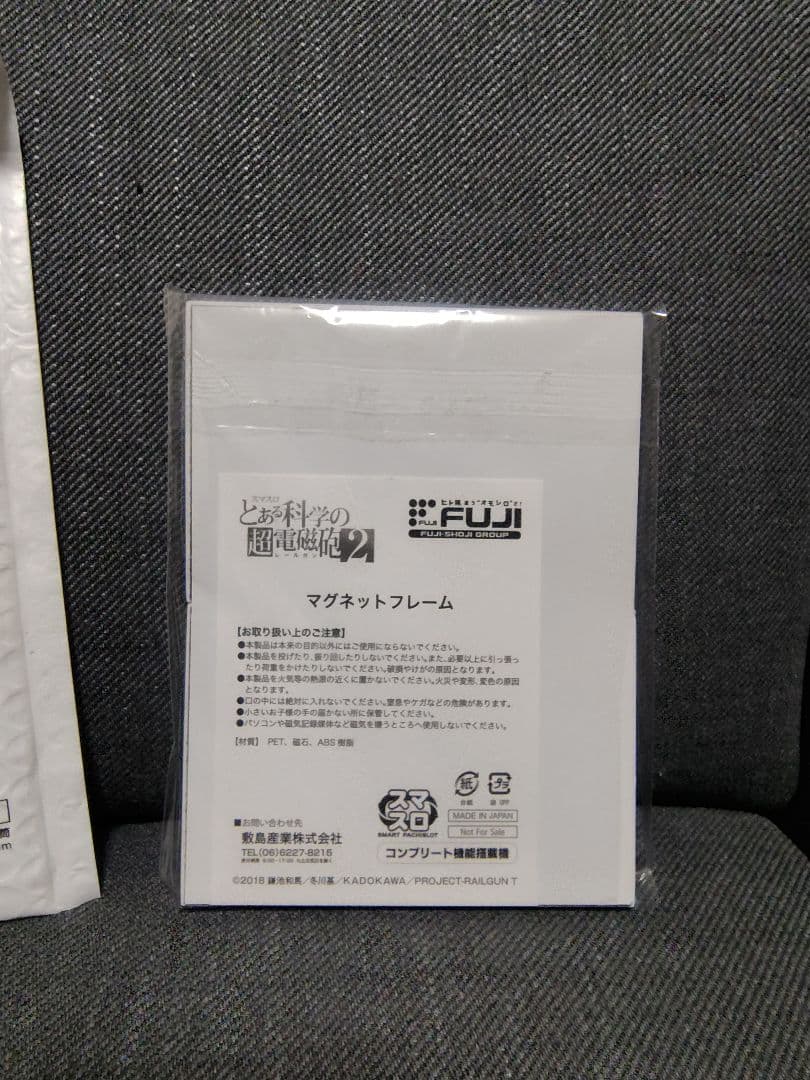 スマスロ
とある科学の
超電磁砲2
レールガン
FUJI
FUJI
FUJI-SHOJI GROUP
マグネットフレーム
【お取り扱い上のご注意】
●本製品は本来の目的以外にはご使用にならないでください。
●本製品を投げたり、振り回したりしないでください。また、必要以上に引っ張っ
たり荷重をかけたりしないでください。破損やけがの原因となります。
●本製品を火気等の熱源の近くに置かないでください。火災や変形、変色の原因
となります。
●口の中には絶対に入れないでください。窒息やケガなどの危険があります。
●小さいお子様の手の届かない所に保管してください。
●パソコンや磁気記録媒体など磁気を嫌うところへ使用しないでください。
【材質】 PET、磁石、ABS樹脂
紙
台紙
プラ
袋 OPP
スマスロ
SMART PACHISLOT
MADE IN JAPAN
Not For Sale
コンプリート機能搭載機
■お問い合わせ先
敷島産業株式会社
TEL(06)6227-8215
©2018 鎌池和馬／冬川基／KADOKAWA／PROJECT-RAILGUN T
筒